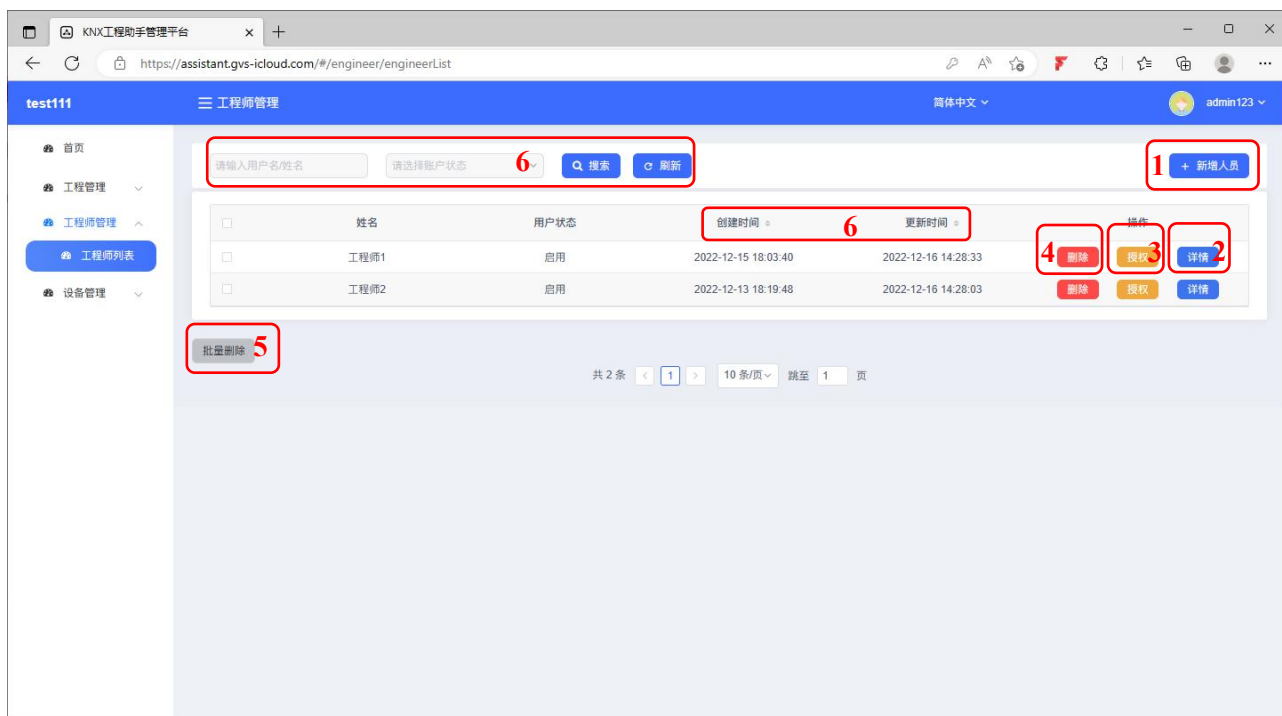 KNX工程助手管理平台
https://assistant.gvs-icloud.com/#/engineer/engineerList
test111 工程师管理 简体中文 admin123
首页
工程管理
工程师管理
工程师列表
设备管理
请输入用户名/姓名 请选择账户状态 6 搜索 刷新 1 + 新增人员
姓名 用户状态 创建时间 6 更新时间 操作
工程师1 启用 2022-12-15 18:03:40 2022-12-16 14:28:33 4 删除 授权 3 详情 2
工程师2 启用 2022-12-13 18:19:48 2022-12-16 14:28:03 删除 授权 详情
批量删除 5
共 2 条 < 1 > 10 条/页 跳至 1 页